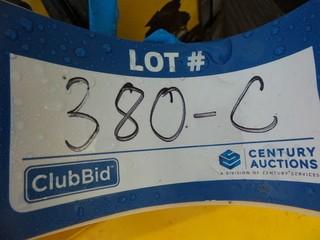 LOT #
380-C
ClubBid
CENTURY
AUCTIONS
A DIVISION OF CENTURY SERVICES